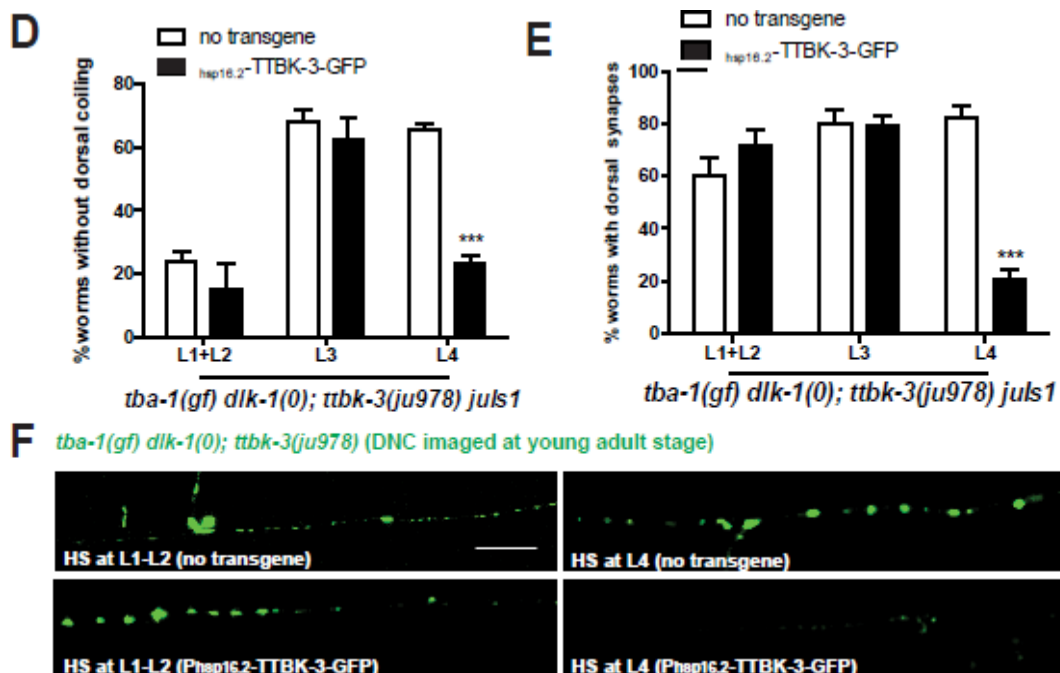 D
no transgene
hsp16.2-TTBK-3-GFP
% worms without dorsal coiling
80
60
40
20
0
***
L1+L2
L3
L4
tba-1(gf) dlk-1(0); ttbk-3(ju978) juIs1
E
no transgene
hsp16.2-TTBK-3-GFP
% worms with dorsal synapses
100
80
60
40
20
0
***
L1+L2
L3
L4
tba-1(gf) dlk-1(0); ttbk-3(ju978) juIs1
F
tba-1(gf) dlk-1(0); ttbk-3(ju978) (DNC imaged at young adult stage)
HS at L1-L2 (no transgene)
HS at L4 (no transgene)
HS at L1-L2 (Phsp16.2-TTBK-3-GFP)
HS at L4 (Phsp16.2-TTBK-3-GFP)